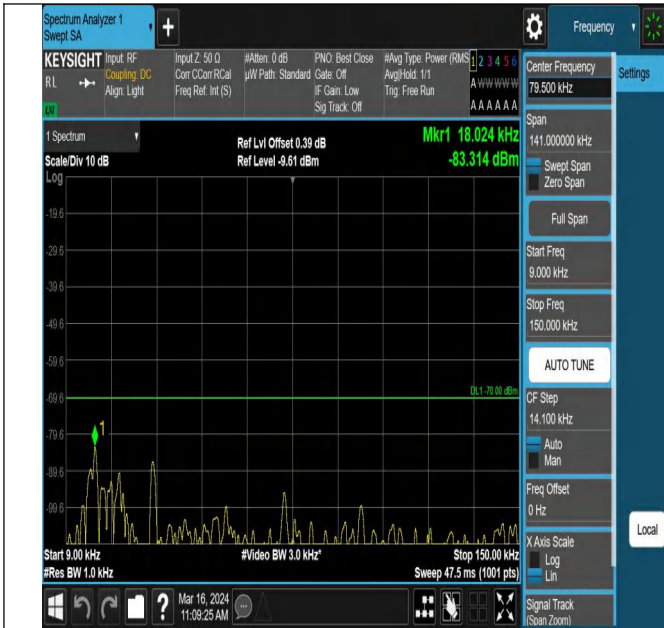 Spectrum Analyzer 1
Swept SA
+
Frequency
KEYSIGHT
RL
LXI
Input: RF
Coupling: DC
Align: Light
Input Z: 50 Ω
Corr CCorr RCal
Freq Ref: Int (S)
#Atten: 0 dB
µW Path: Standard
PNO: Best Close
Gate: Off
IF Gain: Low
Sig Track: Off
#Avg Type: Power (RMS
Avg|Hold: 1/1
Trig: Free Run
1 2 3 4 5 6
A W W W W W
A A A A A A
1 Spectrum
Scale/Div 10 dB
Log
Ref Lvl Offset 0.39 dB
Ref Level -9.61 dBm
Mkr1 18.024 kHz
-83.314 dBm
-19.6
-29.6
-39.6
-49.6
-59.6
-69.6
-79.6
-89.6
-99.6
DL1 -70.00 dBm
1
Start 9.00 kHz
#Res BW 1.0 kHz
#Video BW 3.0 kHz*
Stop 150.00 kHz
Sweep 47.5 ms (1001 pts)
?
Mar 16, 2024
11:09:25 AM
Center Frequency
79.500 kHz
Settings
Span
141.000000 kHz
Swept Span
Zero Span
Full Span
Start Freq
9.000 kHz
Stop Freq
150.000 kHz
AUTO TUNE
CF Step
14.100 kHz
Auto
Man
Freq Offset
0 Hz
Local
X Axis Scale
Log
Lin
Signal Track
(Span Zoom)